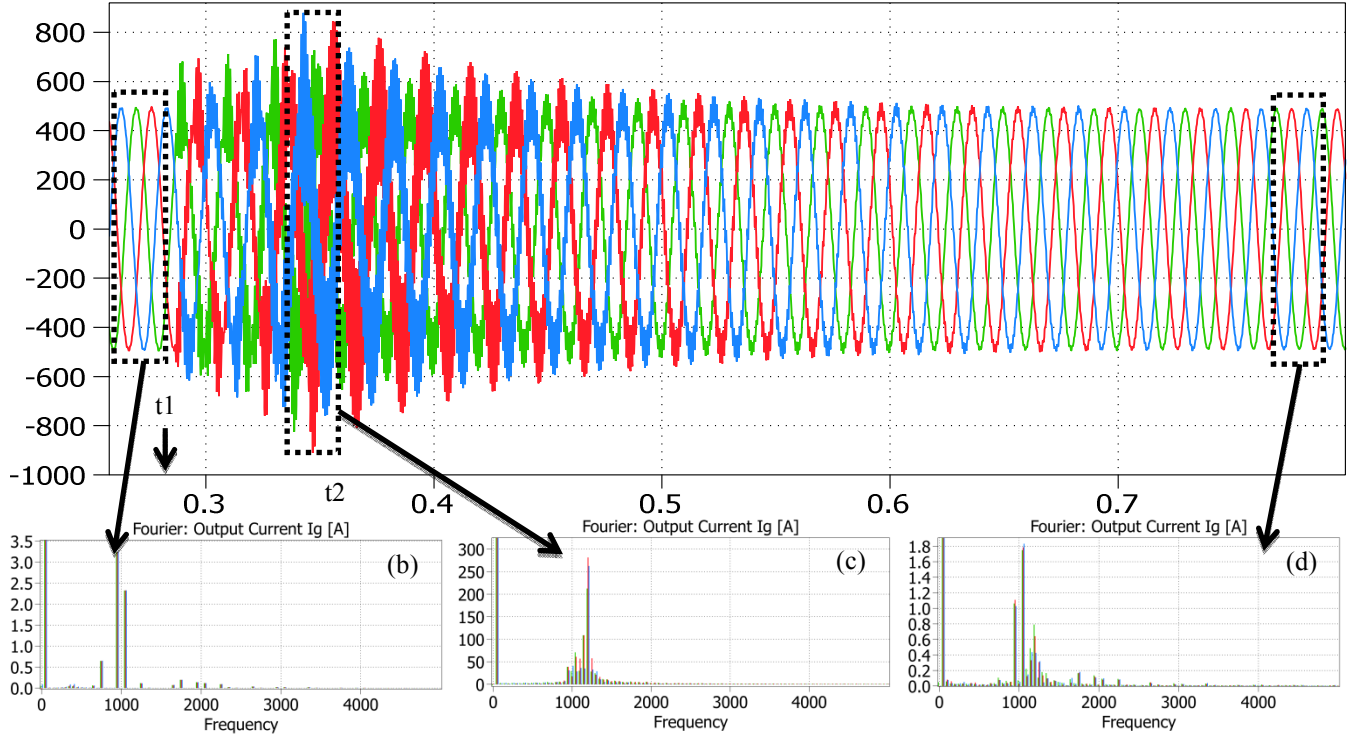 800
600
400
200
0
-200
-400
-600
-800
-1000
t1
t2
0.3 0.4 0.5 0.6 0.7
Fourier: Output Current Ig [A]
3.5
3.0
2.5
2.0
1.5
1.0
0.5
0.0
(b)
0 1000 2000 3000 4000
Frequency
Fourier: Output Current Ig [A]
300
250
200
150
100
50
0
(c)
0 1000 2000 3000 4000
Frequency
Fourier: Output Current Ig [A]
1.8
1.6
1.4
1.2
1.0
0.8
0.6
0.4
0.2
0.0
(d)
0 1000 2000 3000 4000
Frequency